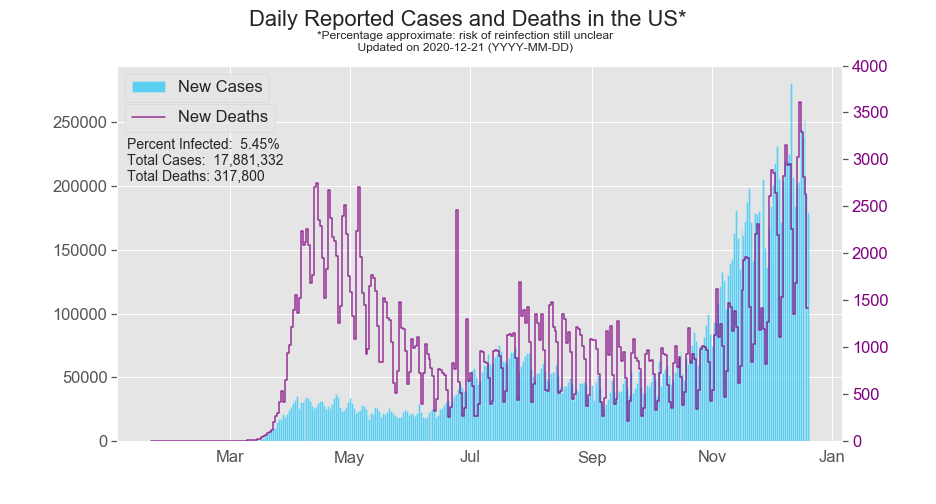 Daily Reported Cases and Deaths in the US*
*Percentage approximate: risk of reinfection still unclear
Updated on 2020-12-21 (YYYY-MM-DD)
New Cases
New Deaths
Percent Infected: 5.45%
Total Cases: 17,881,332
Total Deaths: 317,800
250000
200000
150000
100000
50000
0
4000
3500
3000
2500
2000
1500
1000
500
0
Mar May Jul Sep Nov Jan